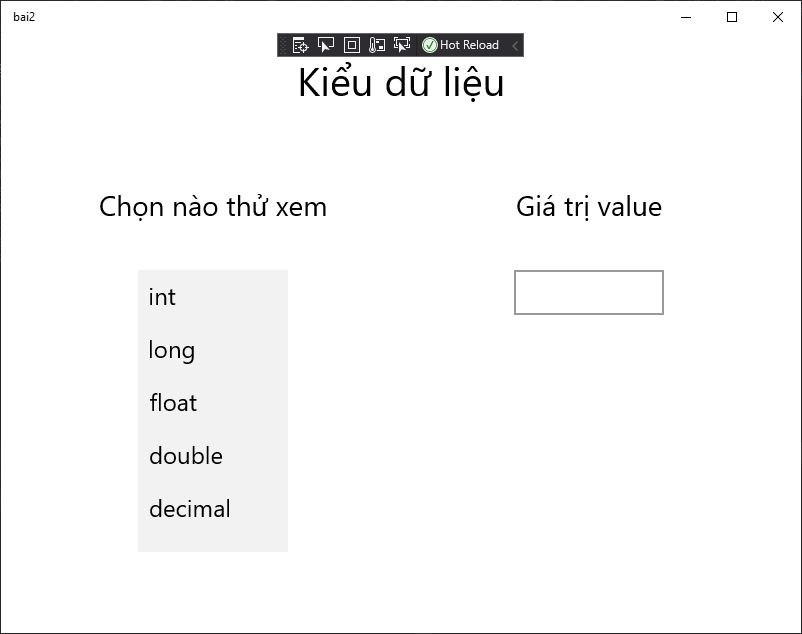 bai2
Hot Reload
Kiểu dữ liệu
Chọn nào thử xem
Giá trị value
int
long
float
double
decimal